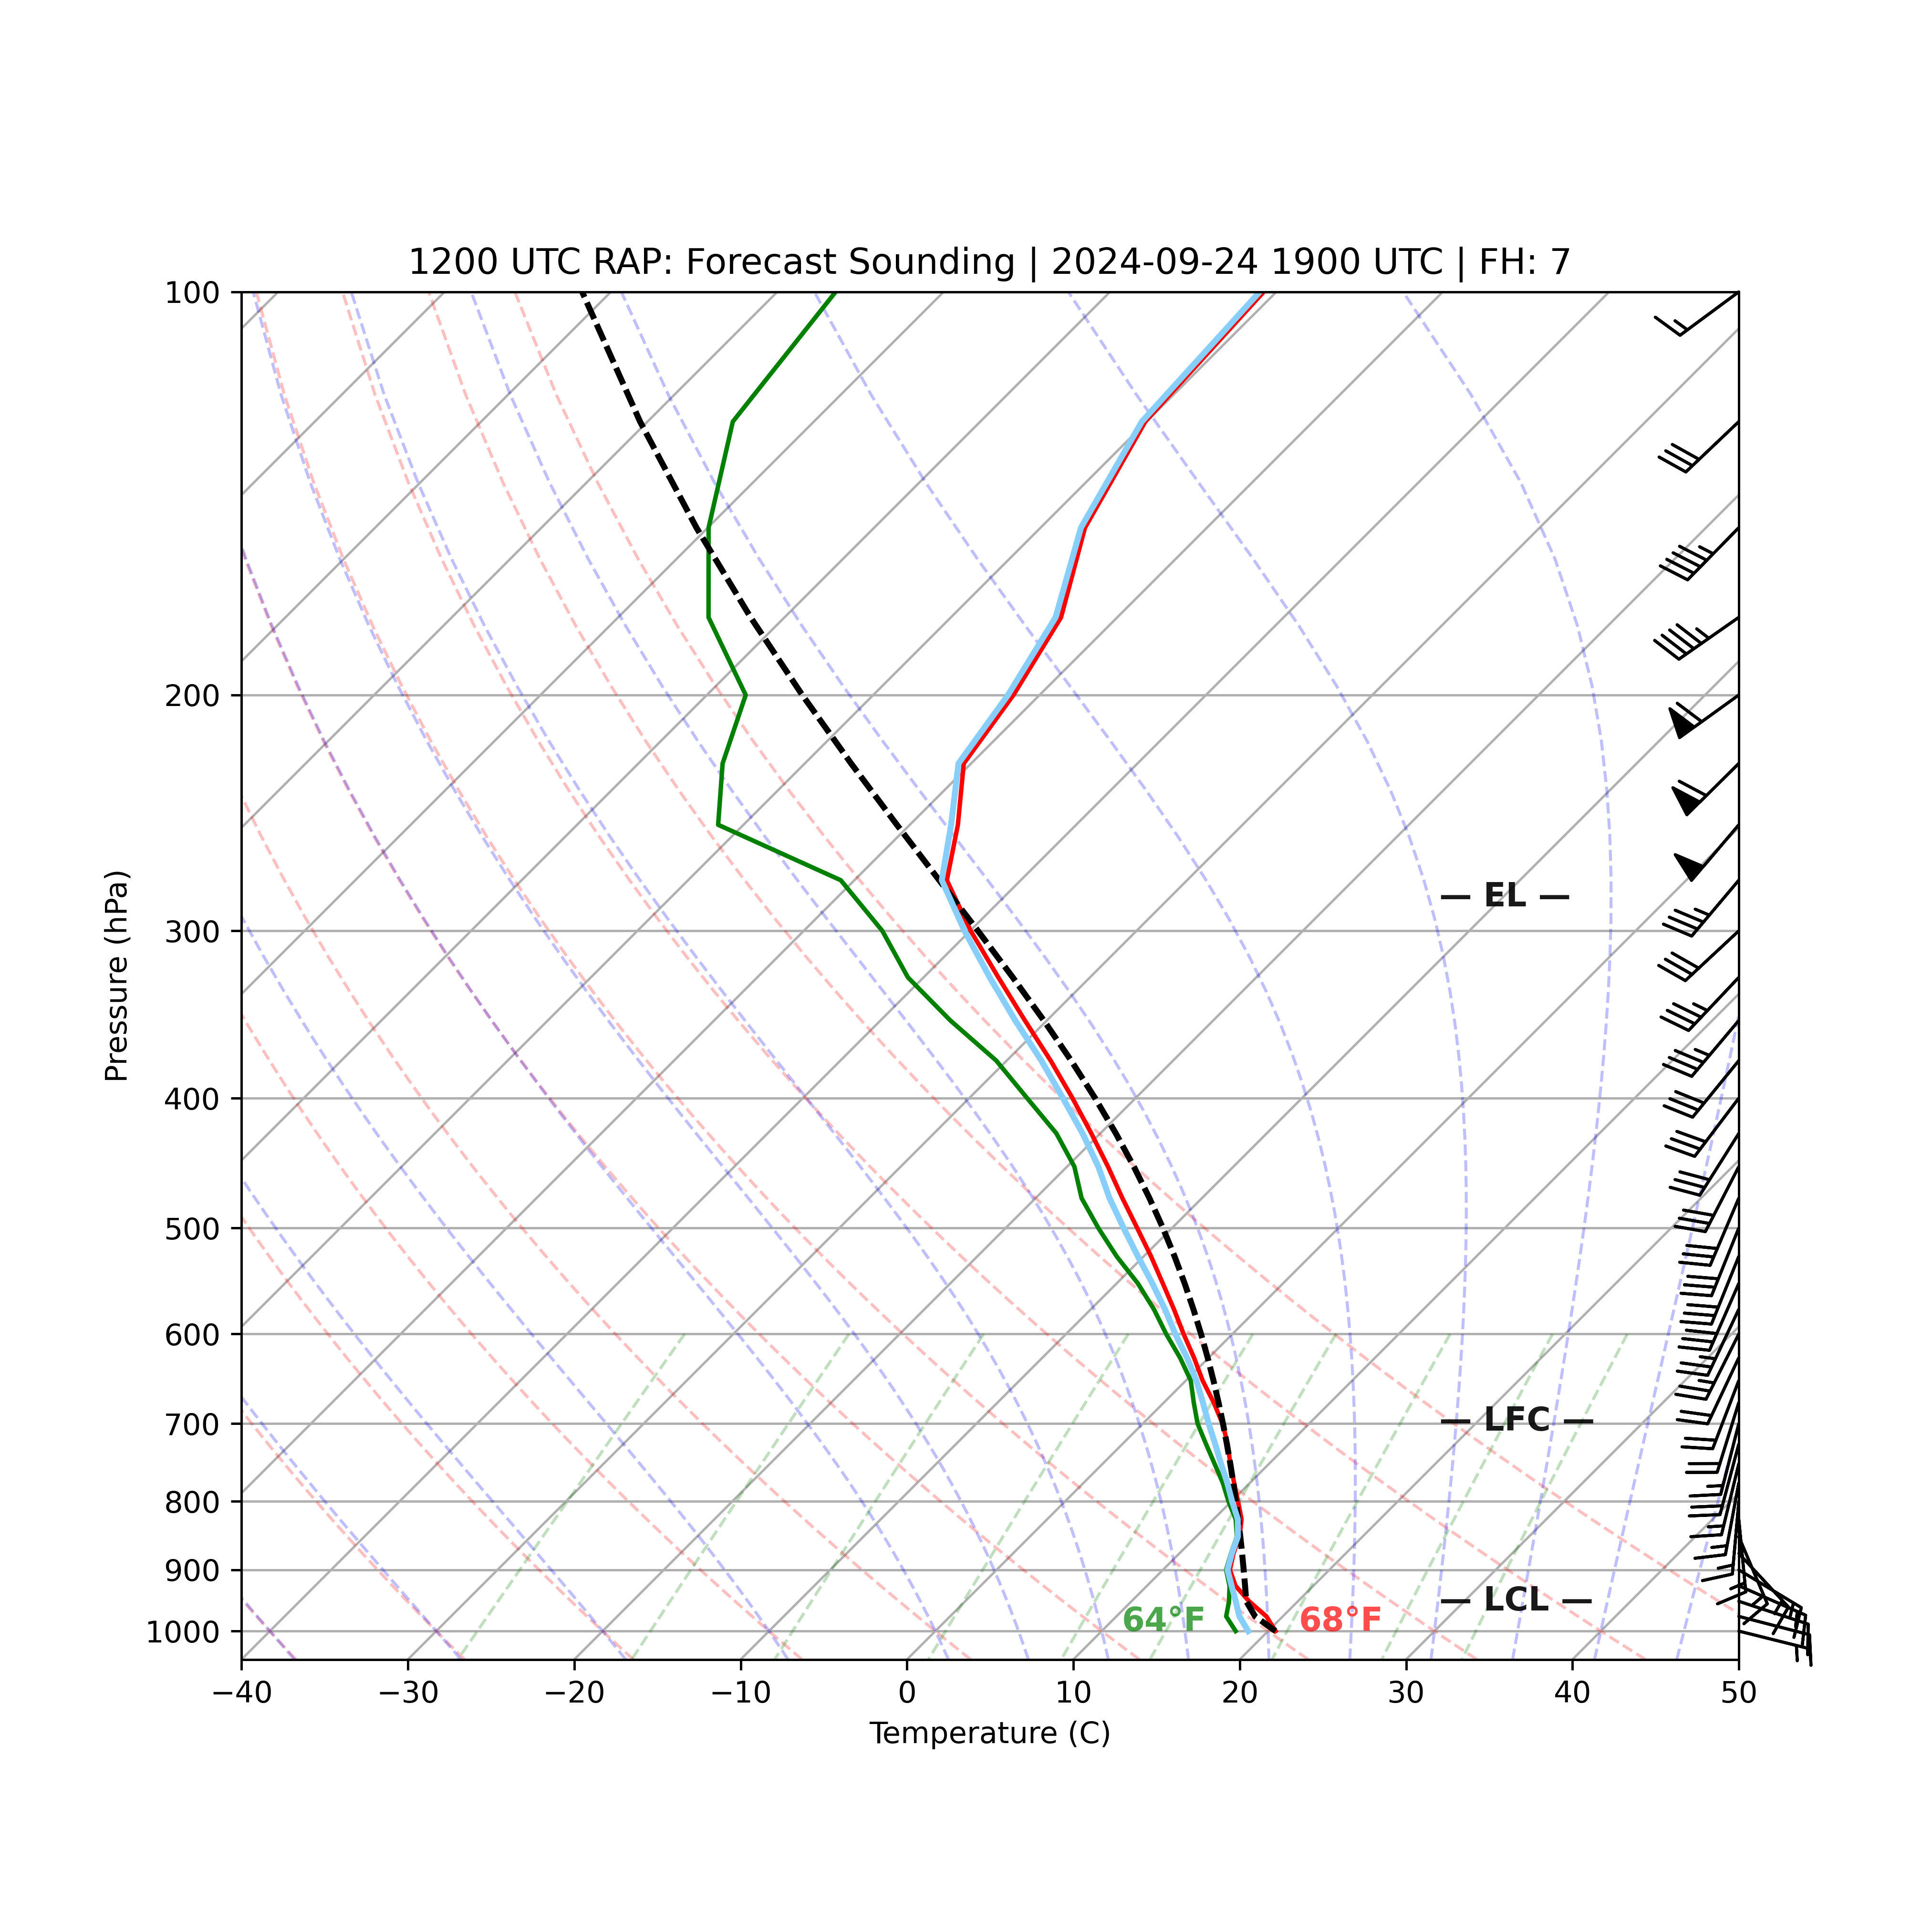 1200 UTC RAP: Forecast Sounding | 2024-09-24 1900 UTC | FH: 7
100
200
300
400
500
600
700
800
900
1000
Pressure (hPa)
— EL —
— LFC —
— LCL —
64°F 68°F
−40 −30 −20 −10 0 10 20 30 40 50
Temperature (C)